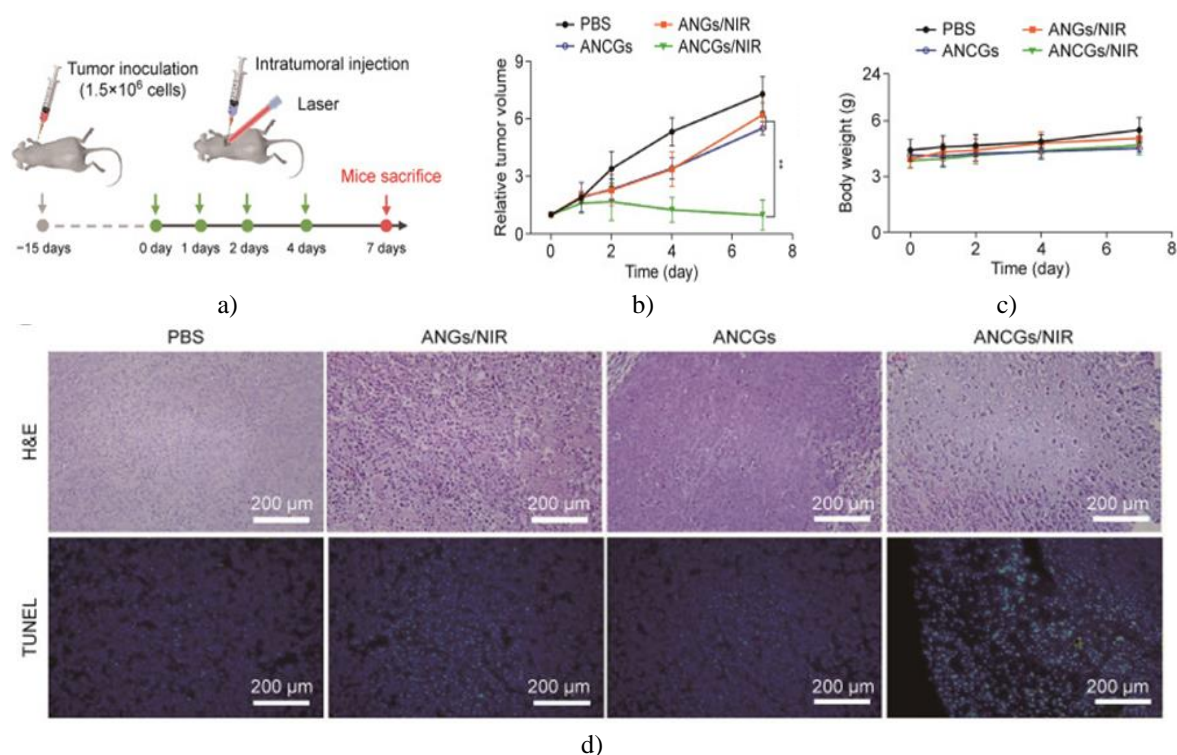 Tumor inoculation
(1.5×10⁶ cells)
Intratumoral injection
Laser
Mice sacrifice
−15 days
0 day
1 days
2 days
4 days
7 days
a)
PBS
ANGs/NIR
ANCGs
ANCGs/NIR
Relative tumor volume
9
6
3
0
**
0
2
4
6
8
Time (day)
b)
PBS
ANGs/NIR
ANCGs
ANCGs/NIR
Body weight (g)
24
6
3
0
2
4
6
8
Time (day)
c)
PBS
ANGs/NIR
ANCGs
ANCGs/NIR
H&E
200 µm
200 µm
200 µm
200 µm
TUNEL
200 µm
200 µm
200 µm
200 µm
d)